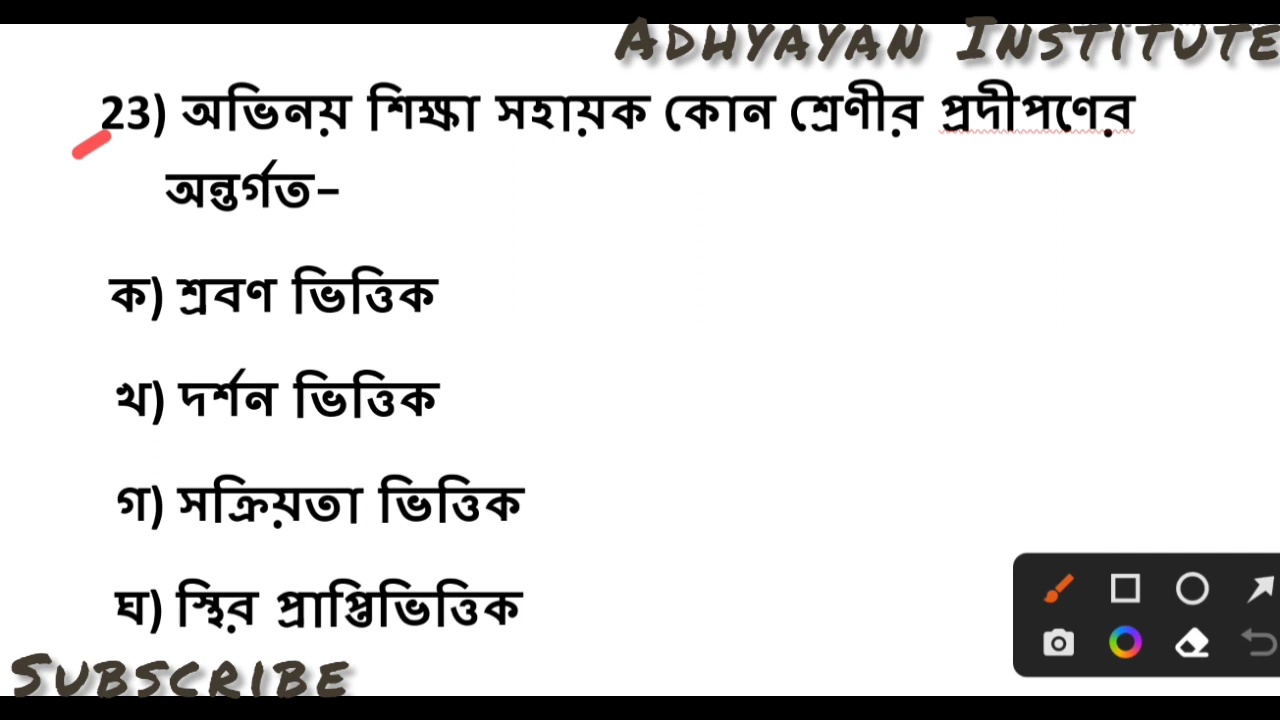 ADHYAYAN INSTITUTE
23) অভিনয় শিক্ষা সহায়ক কোন শ্রেণীর প্রদীপণের
অন্তর্গত–
ক) শ্রবণ ভিত্তিক
খ) দর্শন ভিত্তিক
গ) সক্রিয়তা ভিত্তিক
ঘ) স্থির প্রাপ্তিভিত্তিক
SUBSCRIBE